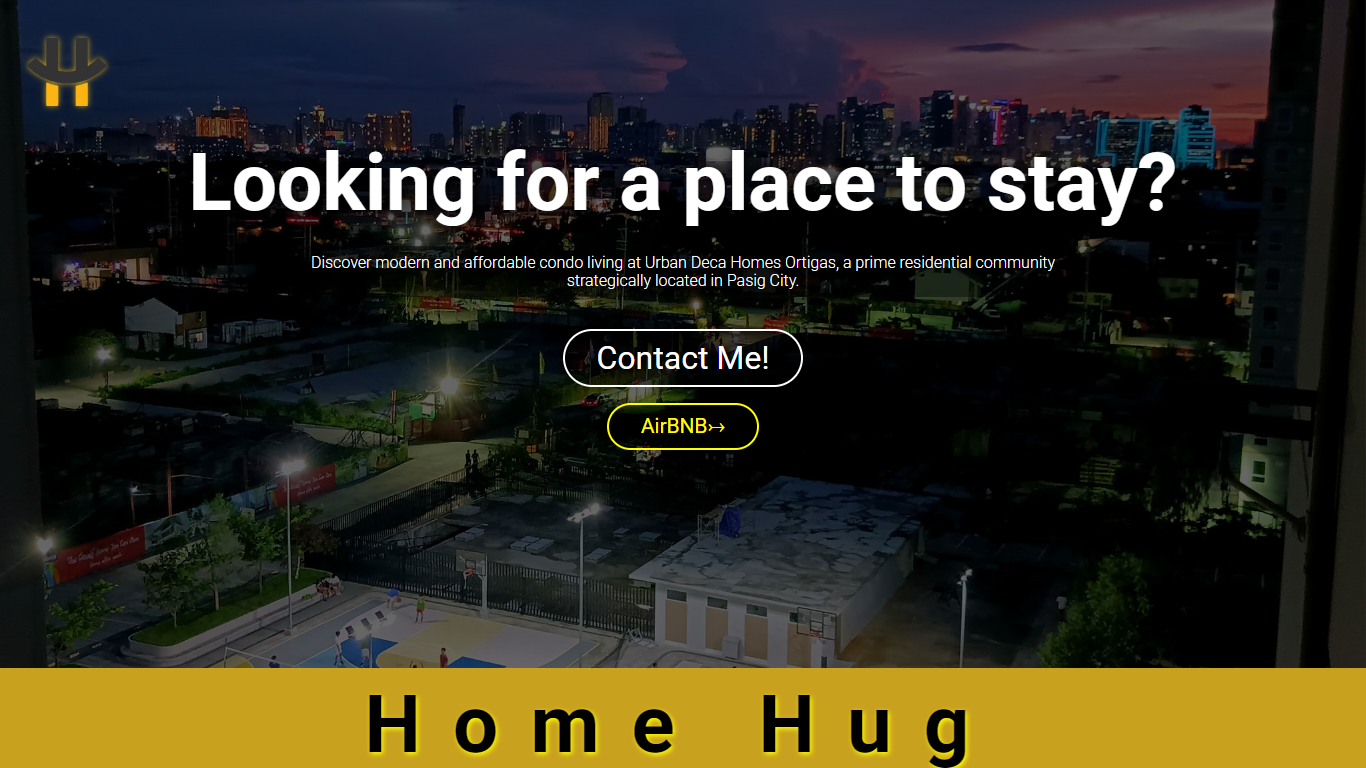 Looking for a place to stay?
Discover modern and affordable condo living at Urban Deca Homes Ortigas, a prime residential community
strategically located in Pasig City.
Contact Me!
AirBNB↣
Home Hug